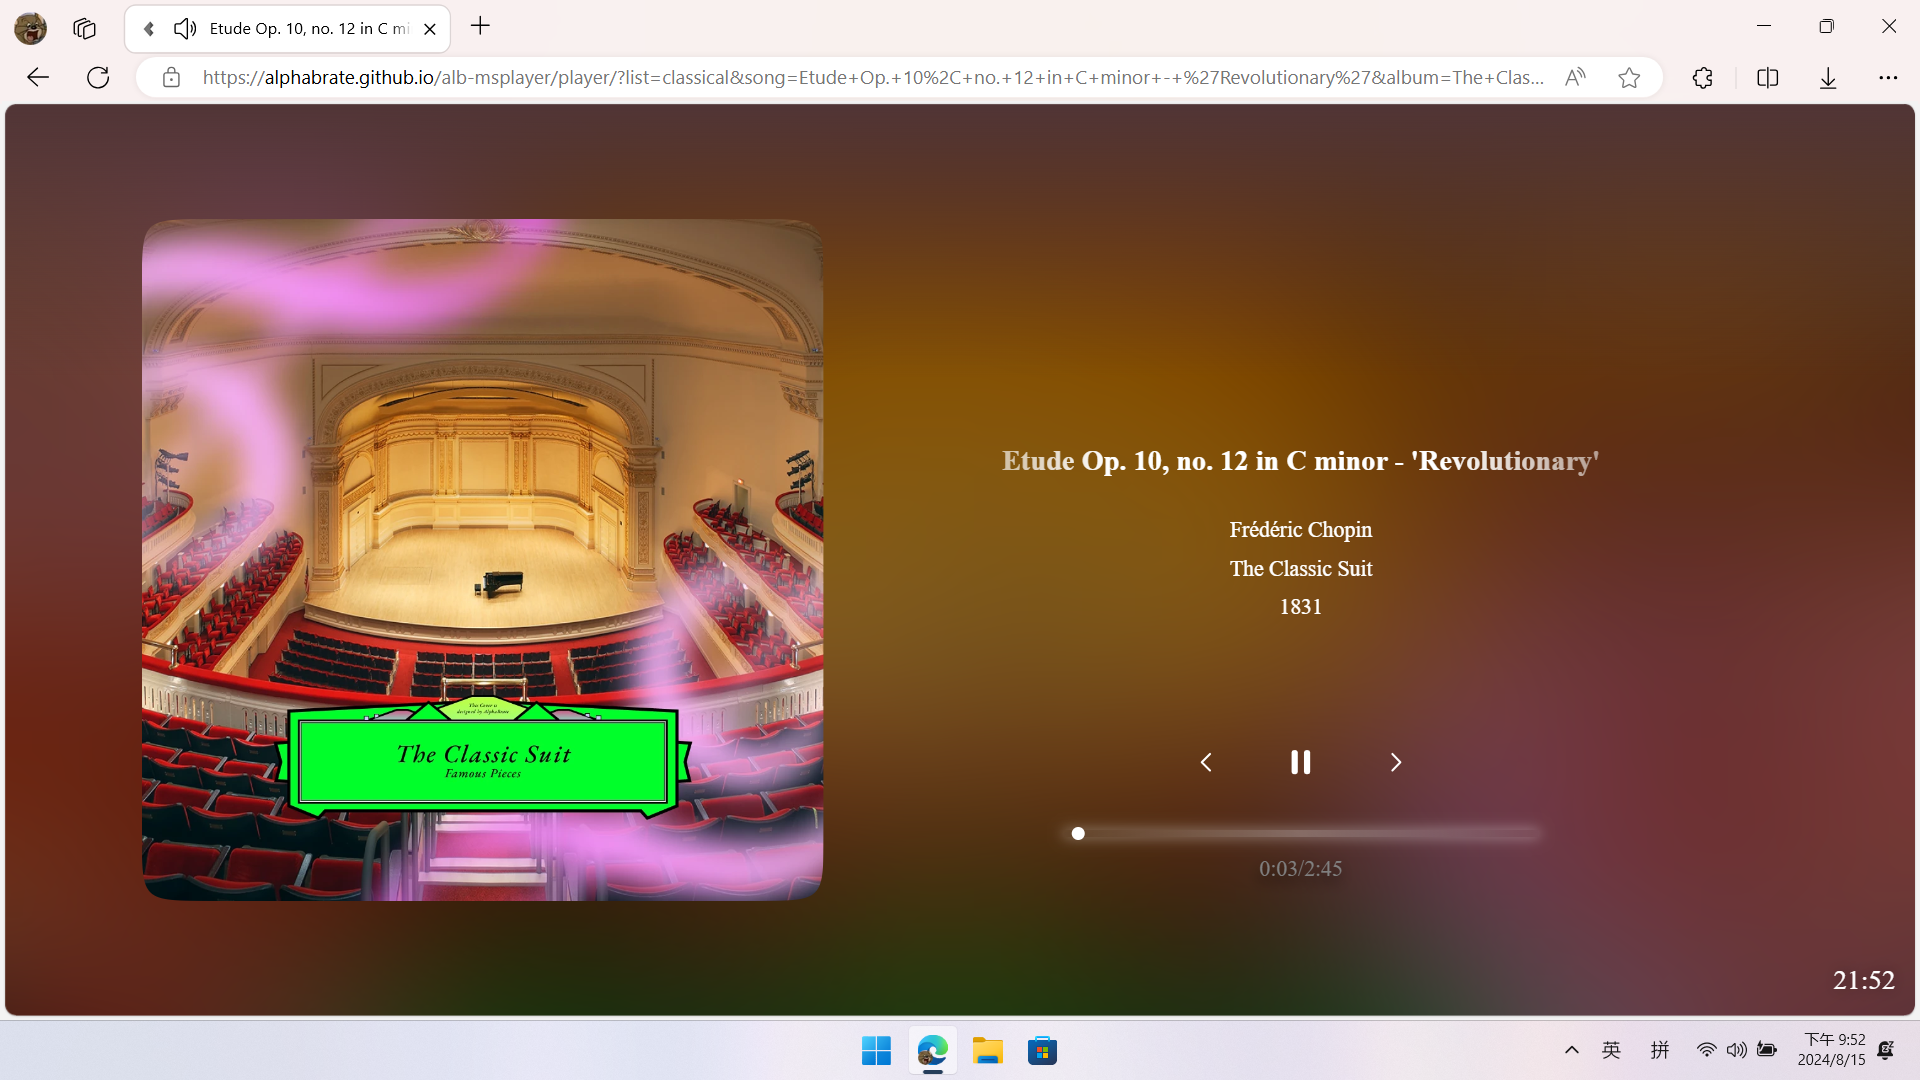 Etude Op. 10, no. 12 in C mi
https://alphabrate.github.io/alb-msplayer/player/?list=classical&song=Etude+Op.+10%2C+no.+12+in+C+minor+-+%27Revolutionary%27&album=The+Clas...
This Cover is
designed by AlphaBrate
The Classic Suit
Famous Pieces
Etude Op. 10, no. 12 in C minor - 'Revolutionary'
Frédéric Chopin
The Classic Suit
1831
0:03/2:45
21:52
英 拼
下午 9:52
2024/8/15